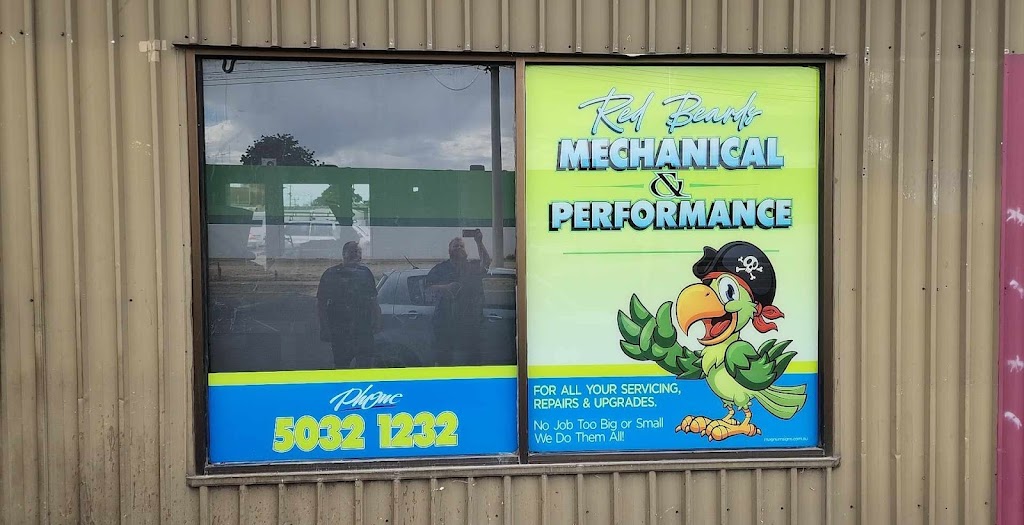 Red Beards
MECHANICAL
&
PERFORMANCE
FOR ALL YOUR SERVICING,
REPAIRS & UPGRADES.
No Job Too Big or Small
We Do Them All!
Phone
5032 1232